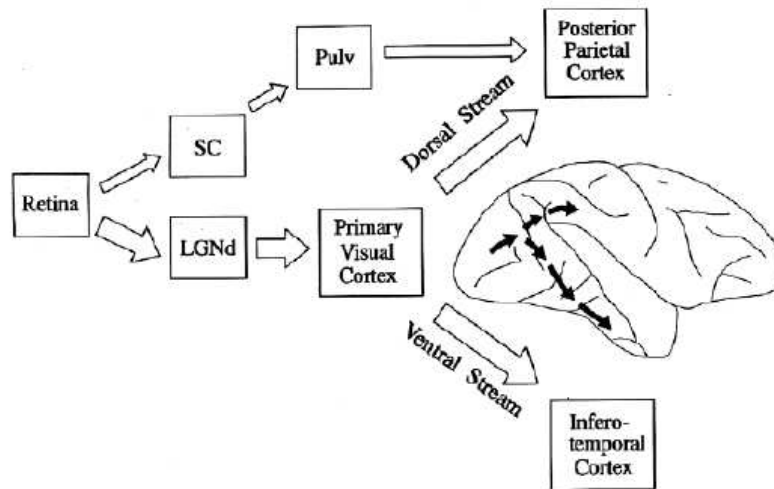 Pulv
Posterior
Parietal
Cortex
SC
Dorsal Stream
Retina
LGNd
Primary
Visual
Cortex
Ventral Stream
Infero-
temporal
Cortex